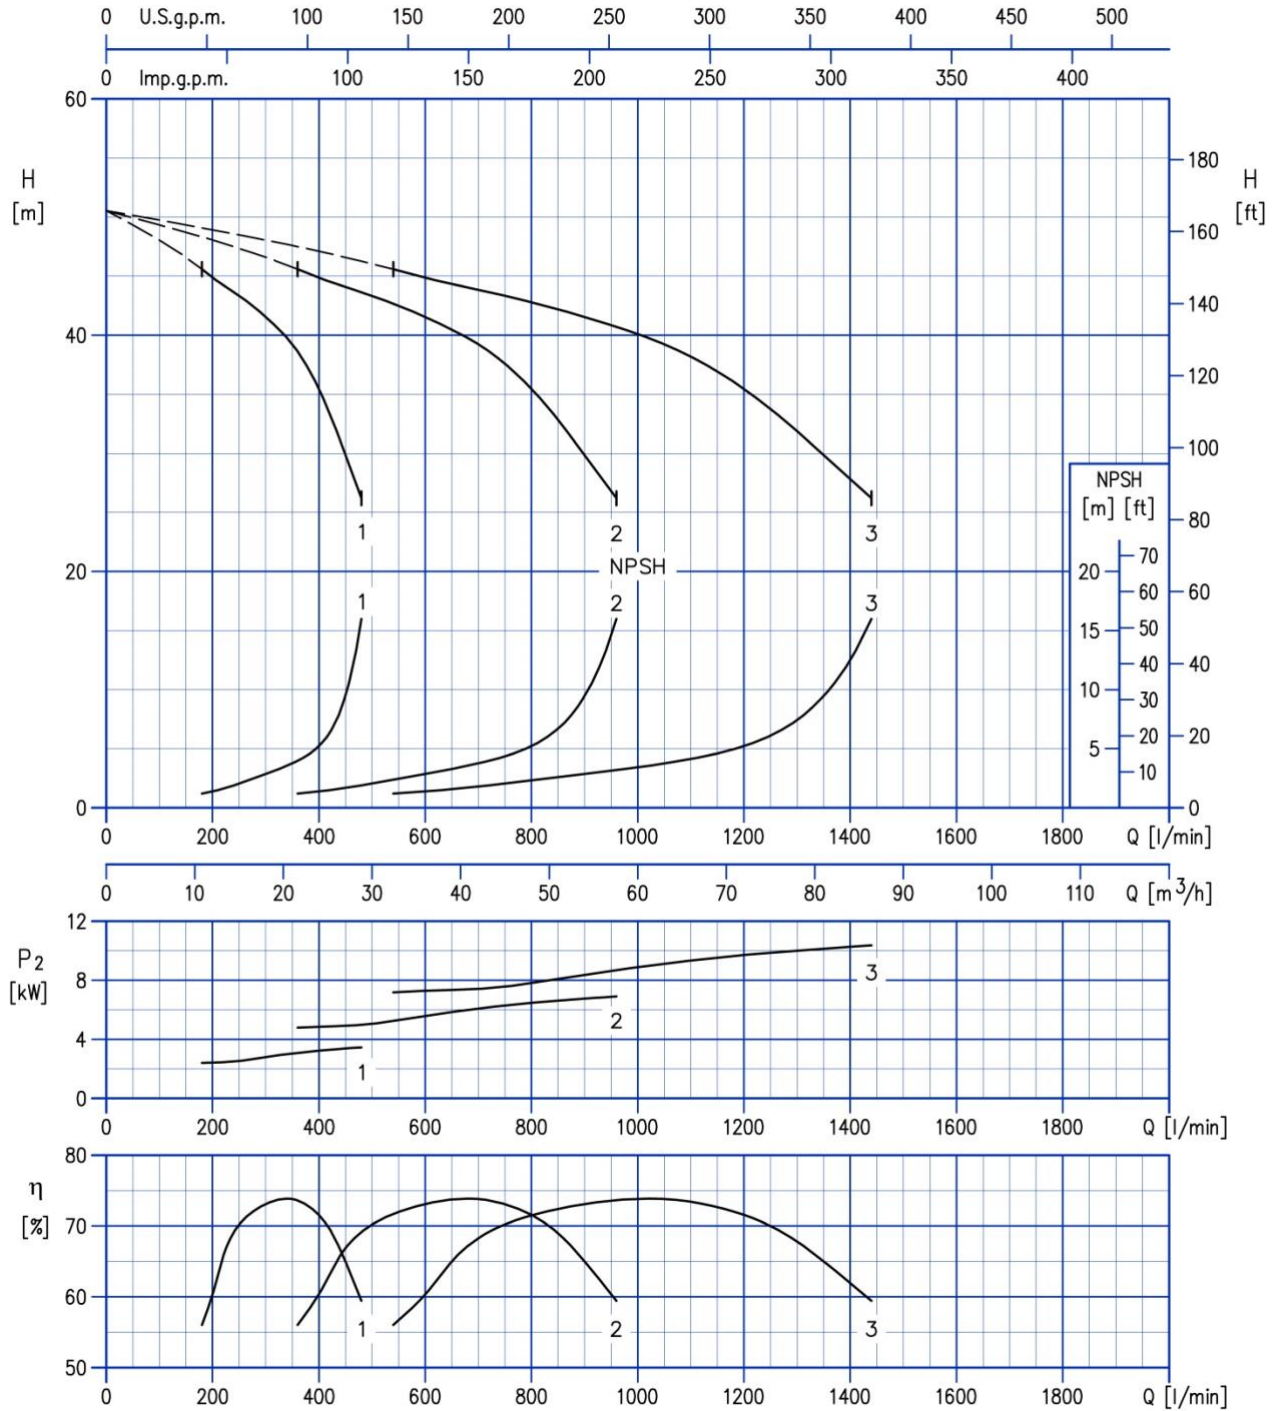 0 U.S.g.p.m. 100 150 200 250 300 350 400 450 500
0 Imp.g.p.m. 100 150 200 250 300 350 400
60
180
H H
[m] [ft]
160
140
40
120
100
NPSH
[m] [ft]
1 2 3
80
70
NPSH
20 20
60 60
1 2 3
15 50
40 40
10 30
20 20
5
10
0 0
0 200 400 600 800 1000 1200 1400 1600 1800 Q [l/min]
0 10 20 30 40 50 60 70 80 90 100 110 Q [m³/h]
12
P₂
[kW]
8
3
2
4
1
0
0 200 400 600 800 1000 1200 1400 1600 1800 Q [l/min]
80
η
[%]
70
60
1 2 3
50
0 200 400 600 800 1000 1200 1400 1600 1800 Q [l/min]